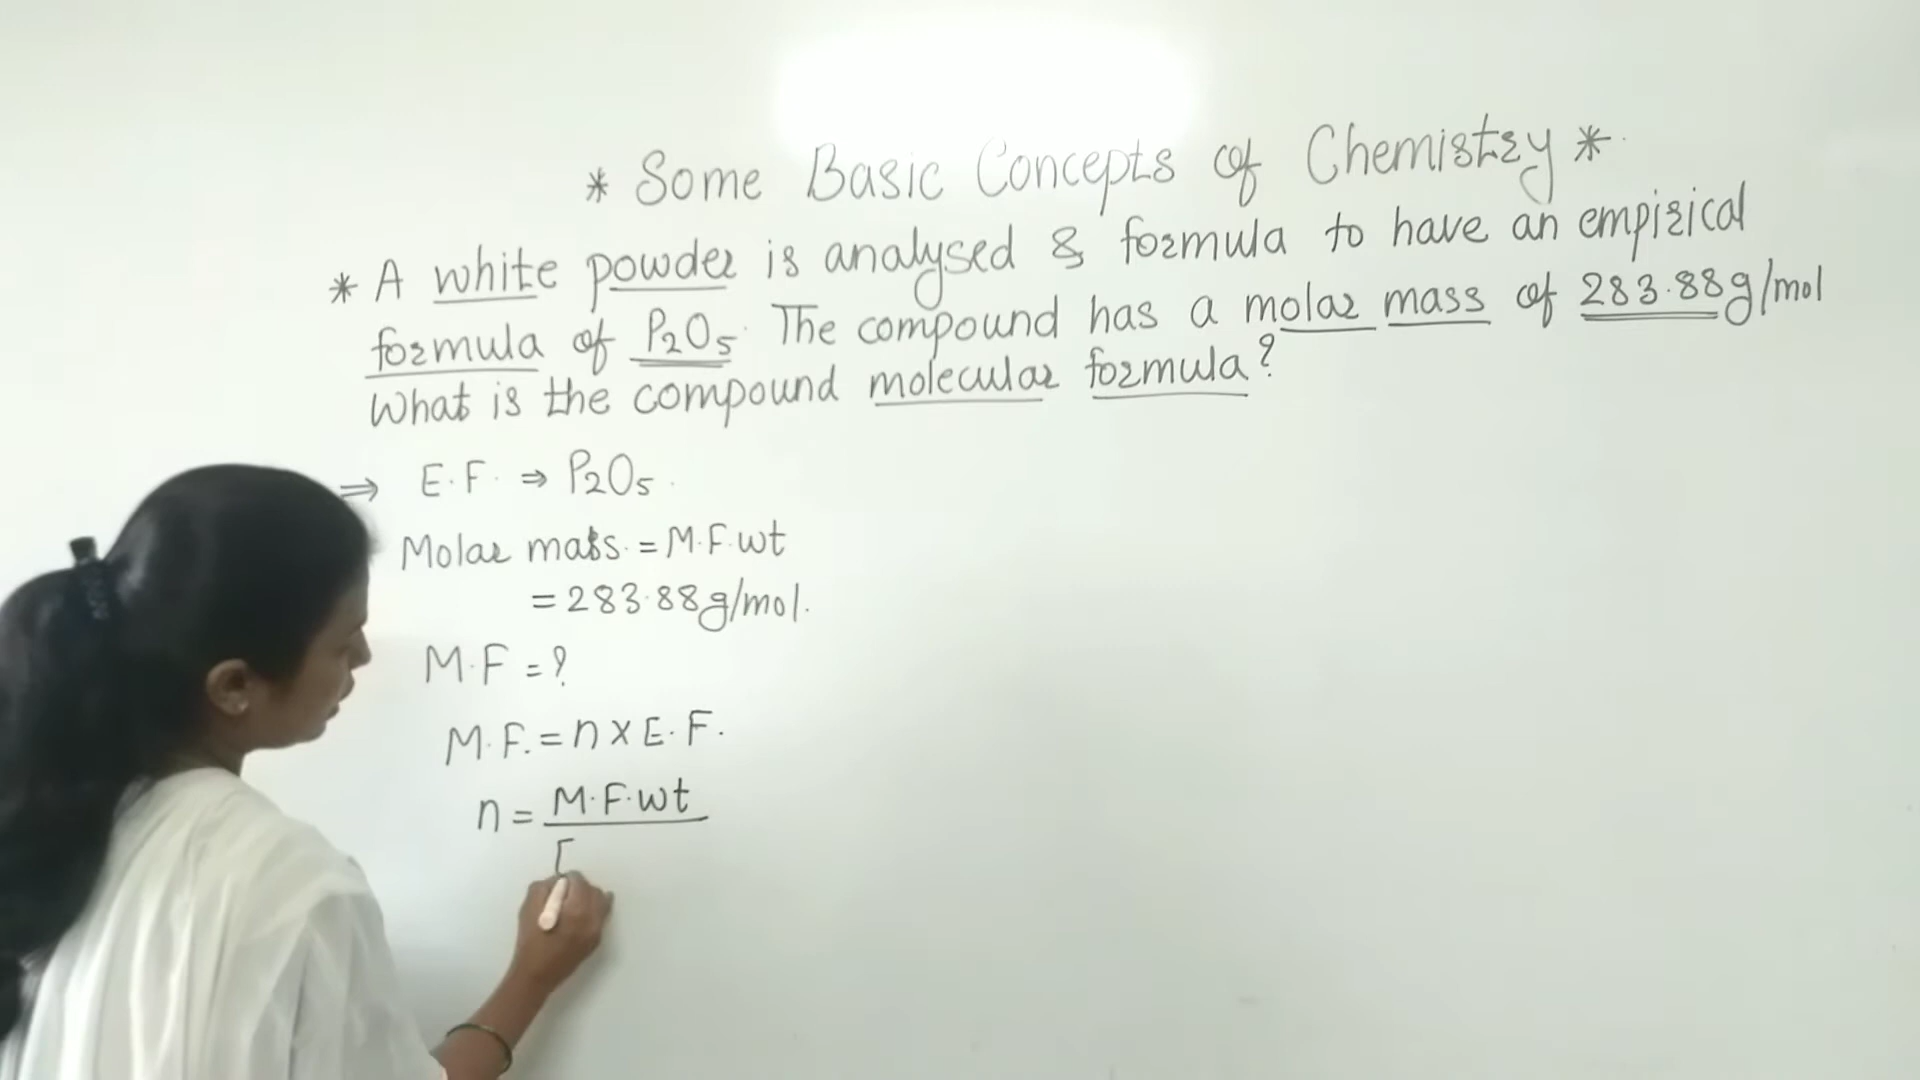 * Some Basic Concepts of Chemistry *
* A white powder is analysed & formula to have an empirical
formula of P₂O₅. The compound has a molar mass of 283.88g/mol
What is the compound molecular formula?
⇒ E.F. ⇒ P₂O₅.
Molar mass. = M.F.wt
= 283.88g/mol.
M.F = ?
M.F. = n x E.F.
n = M.F.wt